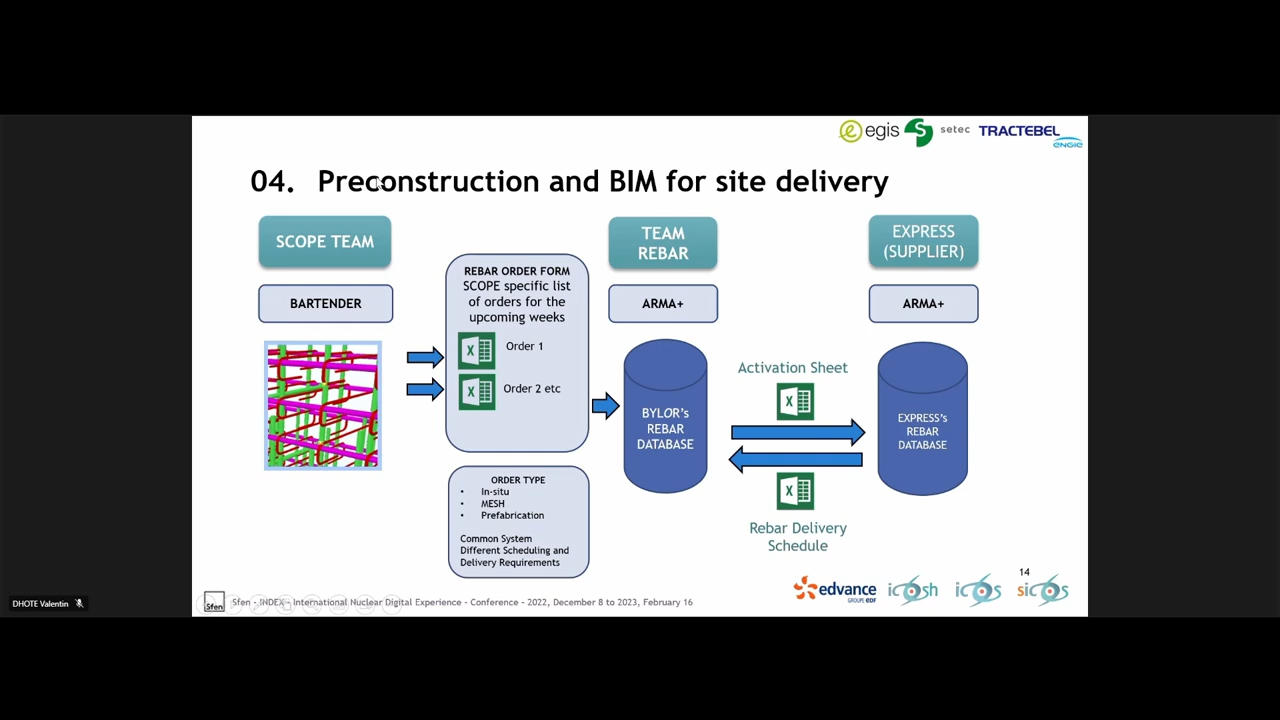 egis
setec
TRACTEBEL
ENGIE
04. Preconstruction and BIM for site delivery
SCOPE TEAM
BARTENDER
REBAR ORDER FORM
SCOPE specific list
of orders for the
upcoming weeks
X
Order 1
X
Order 2 etc
ORDER TYPE
• In-situ
• MESH
• Prefabrication
Common System
Different Scheduling and
Delivery Requirements
TEAM
REBAR
ARMA+
BYLOR's
REBAR
DATABASE
Activation Sheet
X
X
Rebar Delivery
Schedule
EXPRESS
(SUPPLIER)
ARMA+
EXPRESS's
REBAR
DATABASE
14
edvance
GROUPE EDF
icosh
icos
sicos
DHOTE Valentin
Sfen
Sfen - INDEX - International Nuclear Digital Experience - Conference - 2022, December 8 to 2023, February 16